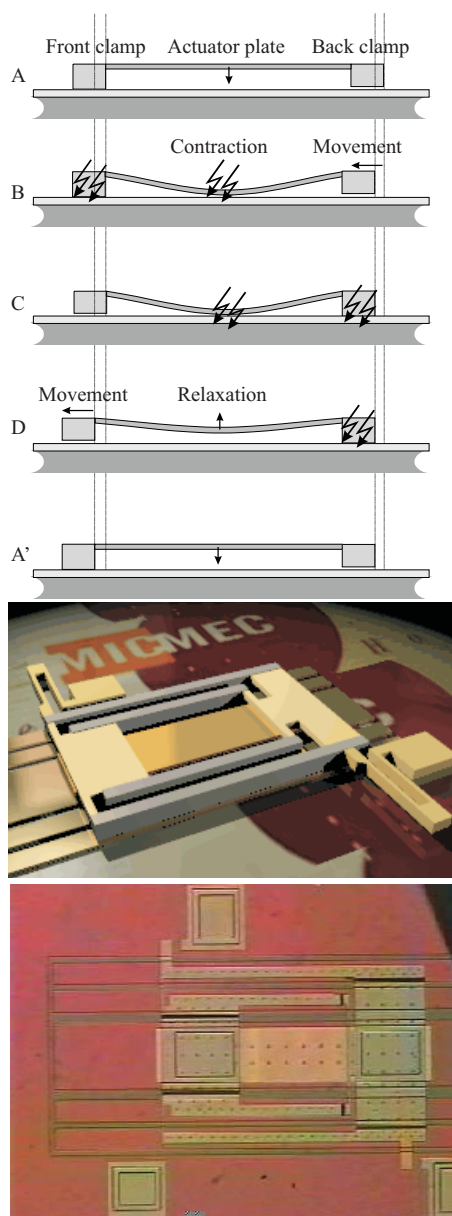 Front clamp Actuator plate Back clamp
A
Contraction Movement
B
C
Movement Relaxation
D
A’
MICMEC